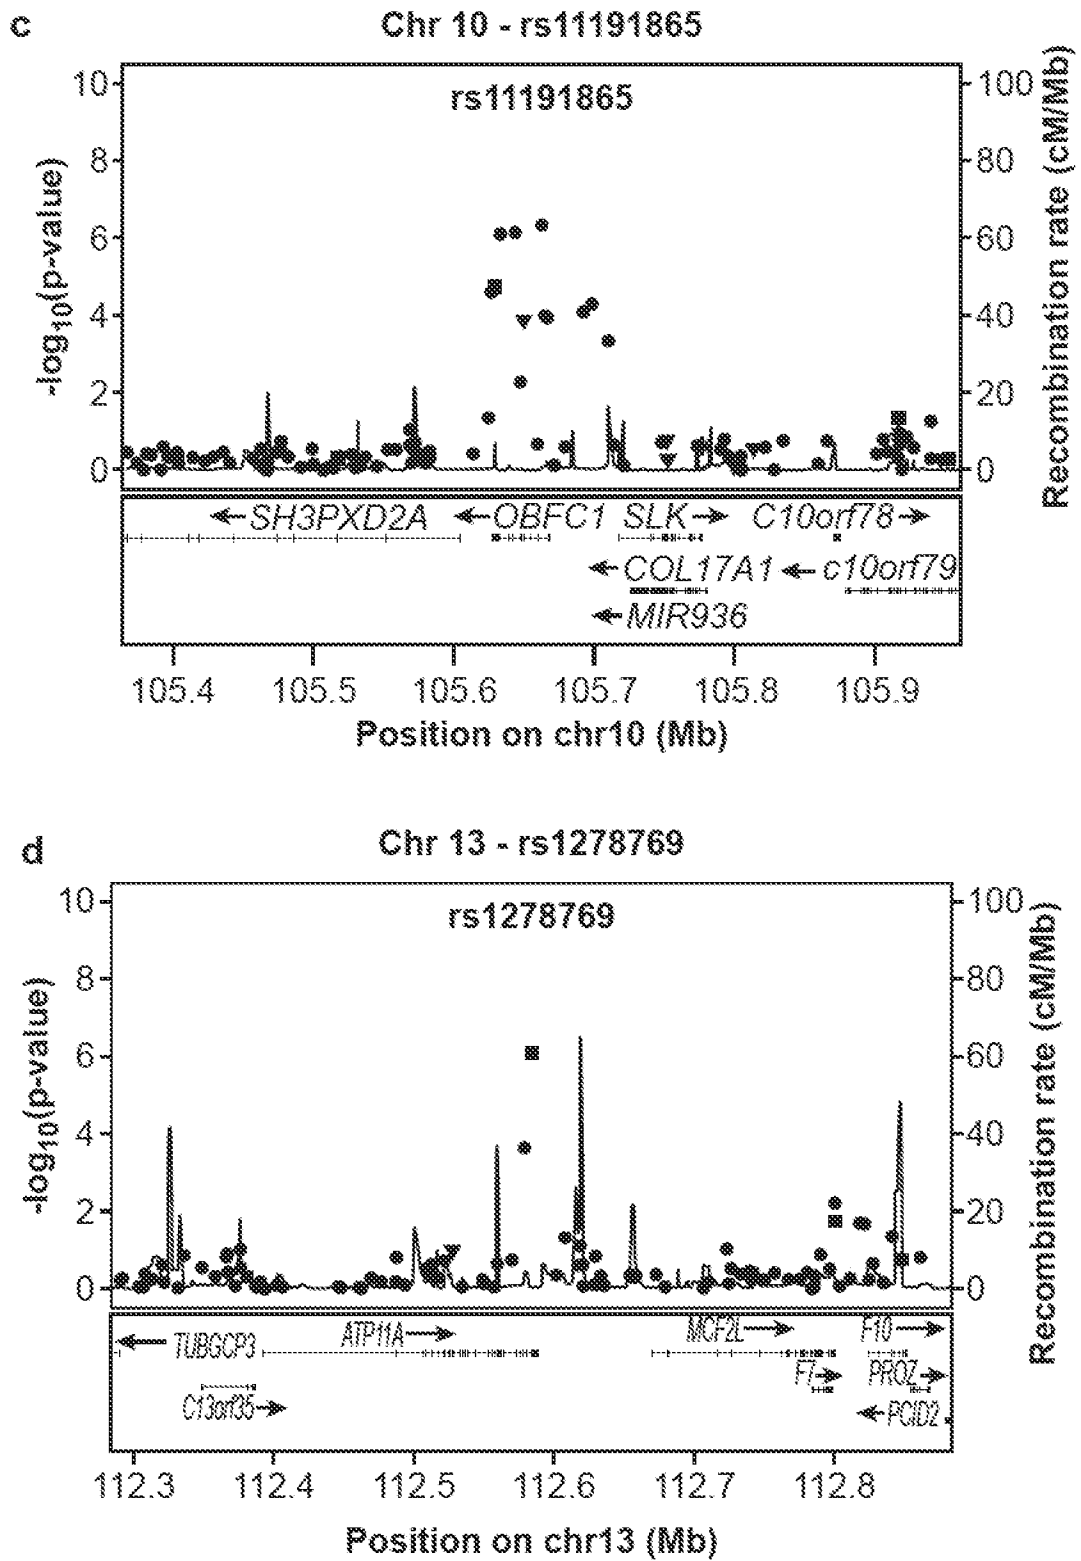 c
Chr 10 - rs11191865
rs11191865
10
8
6
4
2
0
-log10(p-value)
100
80
60
40
20
0
Recombination rate (cM/Mb)
SH3PXD2A OBFC1 SLK C10orf78
COL17A1 c10orf79
MIR936
105.4 105.5 105.6 105.7 105.8 105.9
Position on chr10 (Mb)
d
Chr 13 - rs1278769
rs1278769
10
8
6
4
2
0
-log10(p-value)
100
80
60
40
20
0
Recombination rate (cM/Mb)
TUBGCP3 ATP11A MCF2L F10
F7 PROZ
C13orf35 PCID2
112.3 112.4 112.5 112.6 112.7 112.8
Position on chr13 (Mb)